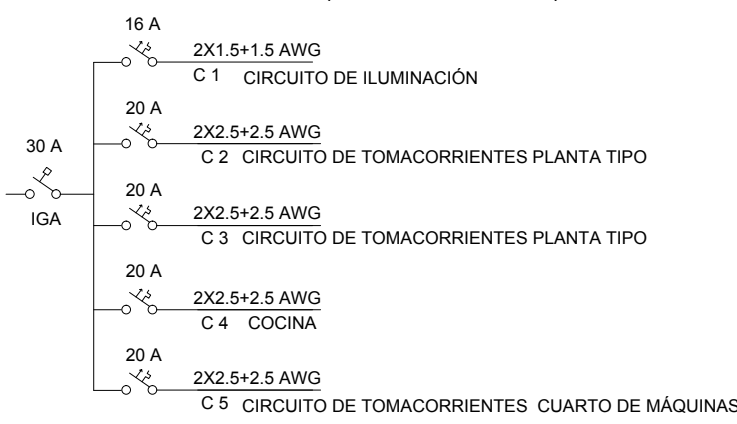 16 A
2X1.5+1.5 AWG
C 1 CIRCUITO DE ILUMINACIÓN
20 A
2X2.5+2.5 AWG
C 2 CIRCUITO DE TOMACORRIENTES PLANTA TIPO
30 A
IGA
20 A
2X2.5+2.5 AWG
C 3 CIRCUITO DE TOMACORRIENTES PLANTA TIPO
20 A
2X2.5+2.5 AWG
C 4 COCINA
20 A
2X2.5+2.5 AWG
C 5 CIRCUITO DE TOMACORRIENTES CUARTO DE MÁQUINAS